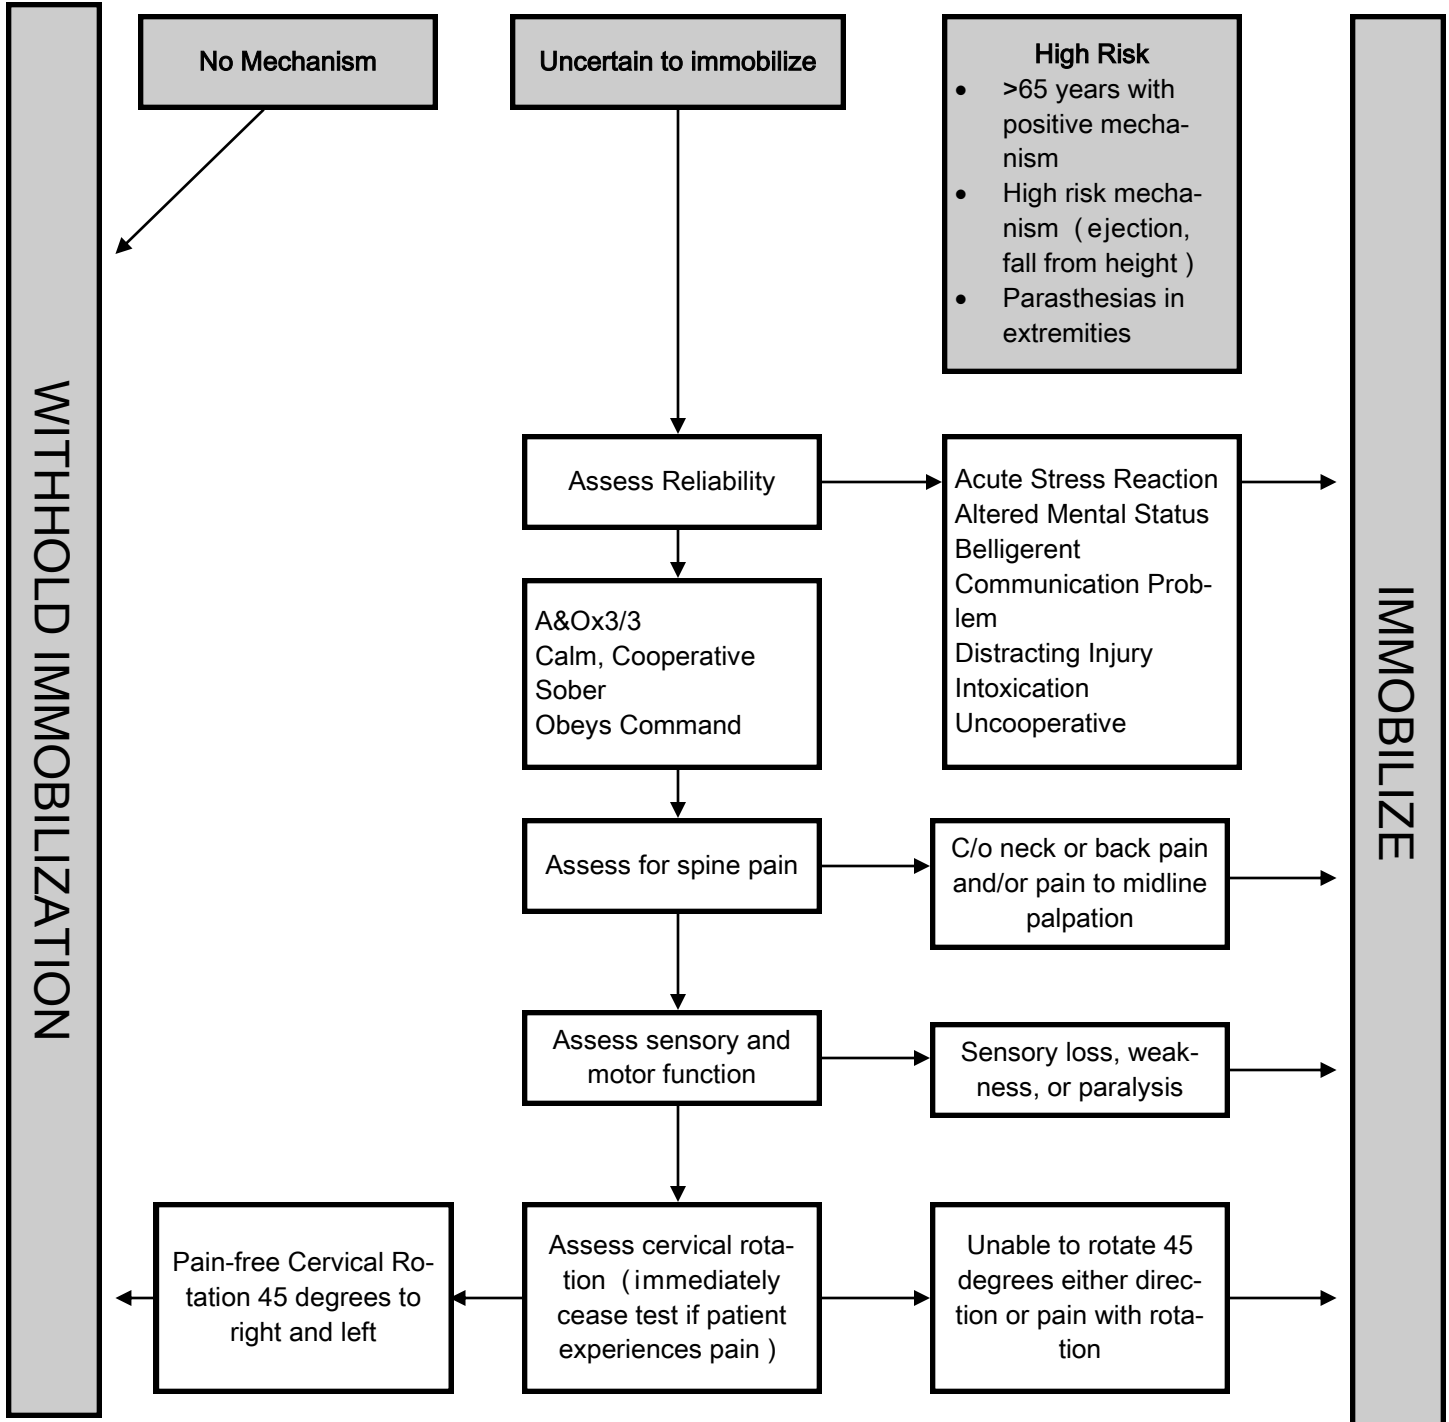 No Mechanism
Uncertain to immobilize
High Risk
• >65 years with
positive mecha-
nism
• High risk mecha-
nism (ejection,
fall from height)
• Parasthesias in
extremities
WITHHOLD IMMOBILIZATION
IMMOBILIZE
Assess Reliability
Acute Stress Reaction
Altered Mental Status
Belligerent
Communication Prob-
lem
Distracting Injury
Intoxication
Uncooperative
A&Ox3/3
Calm, Cooperative
Sober
Obeys Command
Assess for spine pain
C/o neck or back pain
and/or pain to midline
palpation
Assess sensory and
motor function
Sensory loss, weak-
ness, or paralysis
Pain-free Cervical Ro-
tation 45 degrees to
right and left
Assess cervical rota-
tion (immediately
cease test if patient
experiences pain)
Unable to rotate 45
degrees either direc-
tion or pain with rota-
tion